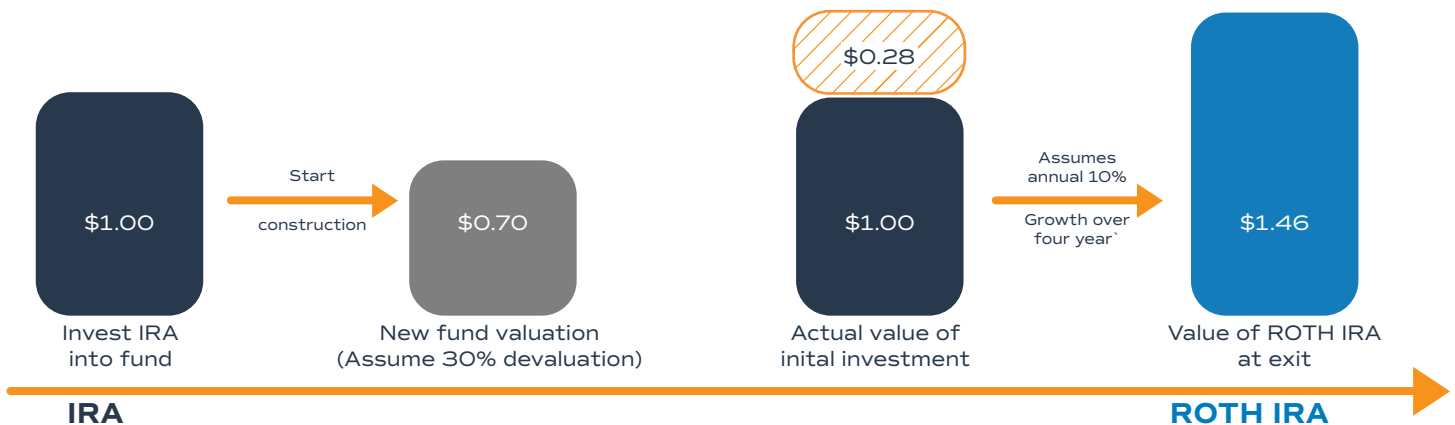 $1.00
Invest IRA
into fund
Start
construction
$0.70
New fund valuation
(Assume 30% devaluation)
$0.28
$1.00
Actual value of
inital investment
Assumes
annual 10%
Growth over
four year`
$1.46
Value of ROTH IRA
at exit
IRA
ROTH IRA